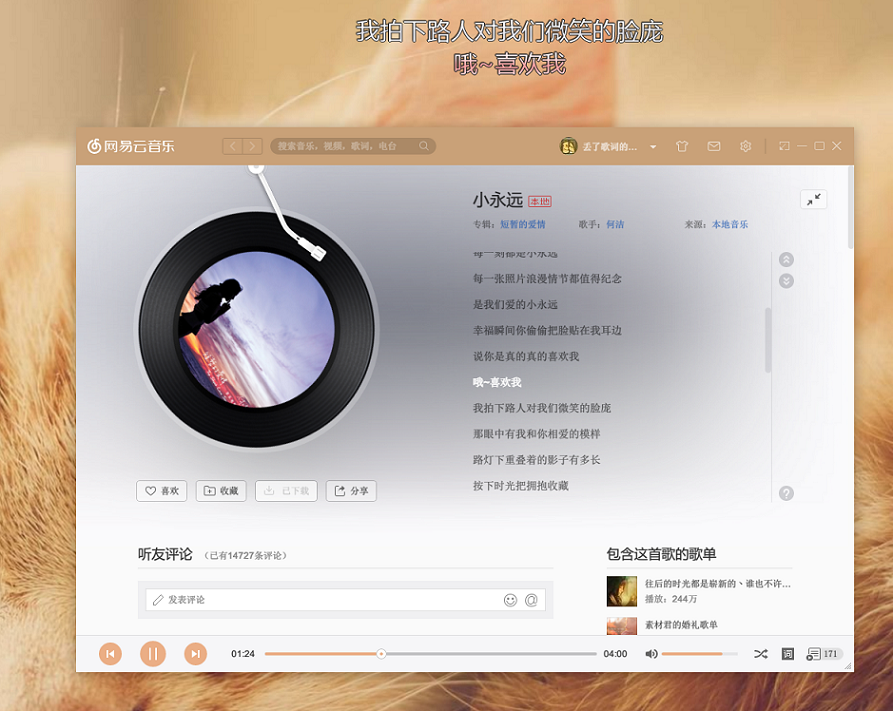 我拍下路人对我们微笑的脸庞
哦~喜欢我
网易云音乐
搜索音乐，视频，歌词，电台
丢了歌词的...
小永远 本地
专辑：短暂的爱情 歌手：何洁 来源：本地音乐
每一刻都是小永远
每一张照片浪漫情节都值得纪念
是我们爱的小永远
幸福瞬间你偷偷把脸贴在我耳边
说你是真的真的喜欢我
哦~喜欢我
我拍下路人对我们微笑的脸庞
那眼中有我和你相爱的模样
路灯下重叠着的影子有多长
按下时光把拥抱收藏
喜欢 收藏 已下载 分享
听友评论 （已有14727条评论）
发表评论
包含这首歌的歌单
往后的时光都是崭新的、谁也不许...
播放：244万
素材君的婚礼歌单
01:24 04:00 词 171